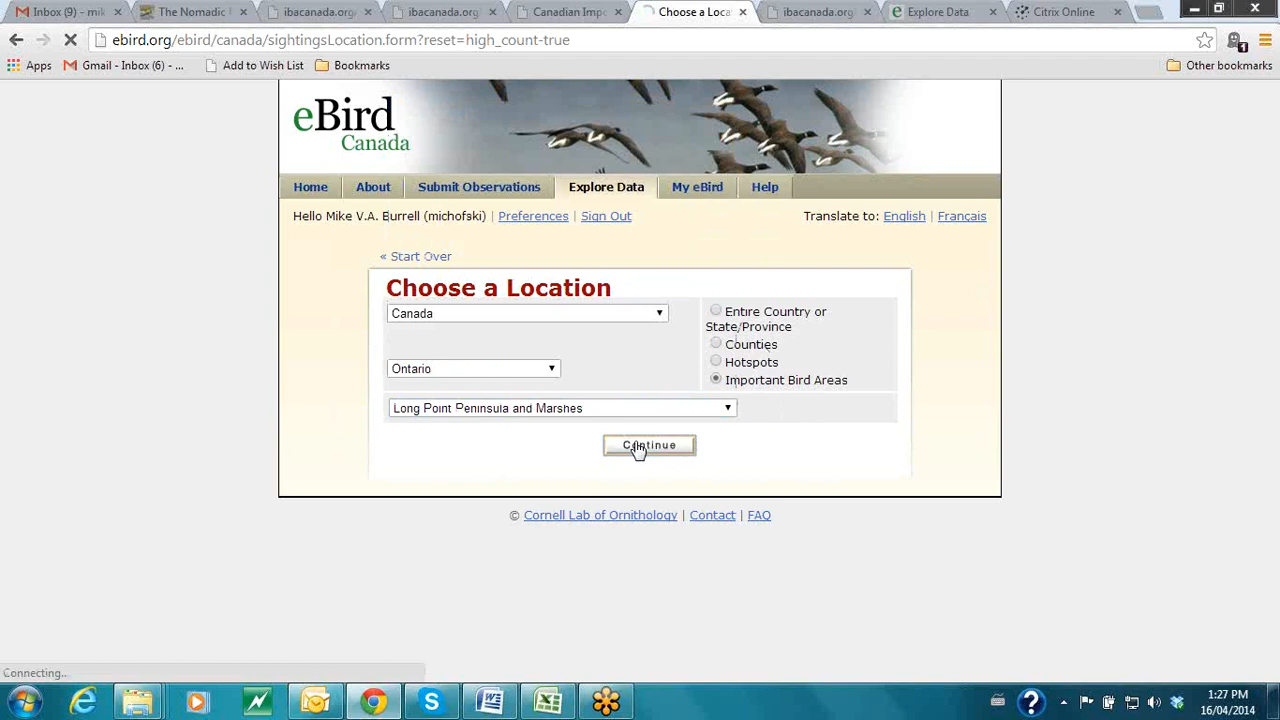 Inbox (9) - mik
The Nomadic
ibacanada.org
ibacanada.org
Canadian Imp
Choose a Loca
ibacanada.org
Explore Data
Citrix Online
ebird.org/ebird/canada/sightingsLocation.form?reset=high_count-true
Apps
Gmail - Inbox (6) - ...
Add to Wish List
Bookmarks
Other bookmarks
eBird
Canada
Home
About
Submit Observations
Explore Data
My eBird
Help
Hello Mike V.A. Burrell (michofski) | Preferences | Sign Out
Translate to: English | Français
« Start Over
Choose a Location
Canada
Entire Country or
State/Province
Counties
Ontario
Hotspots
Important Bird Areas
Long Point Peninsula and Marshes
Continue
© Cornell Lab of Ornithology | Contact | FAQ
Connecting..
1:27 PM
16/04/2014